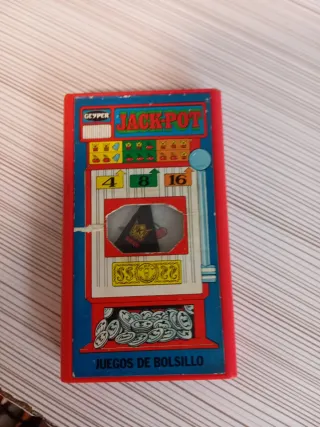 GEYPER
JACK-POT
4 8 16
$$ $$
JUEGOS DE BOLSILLO